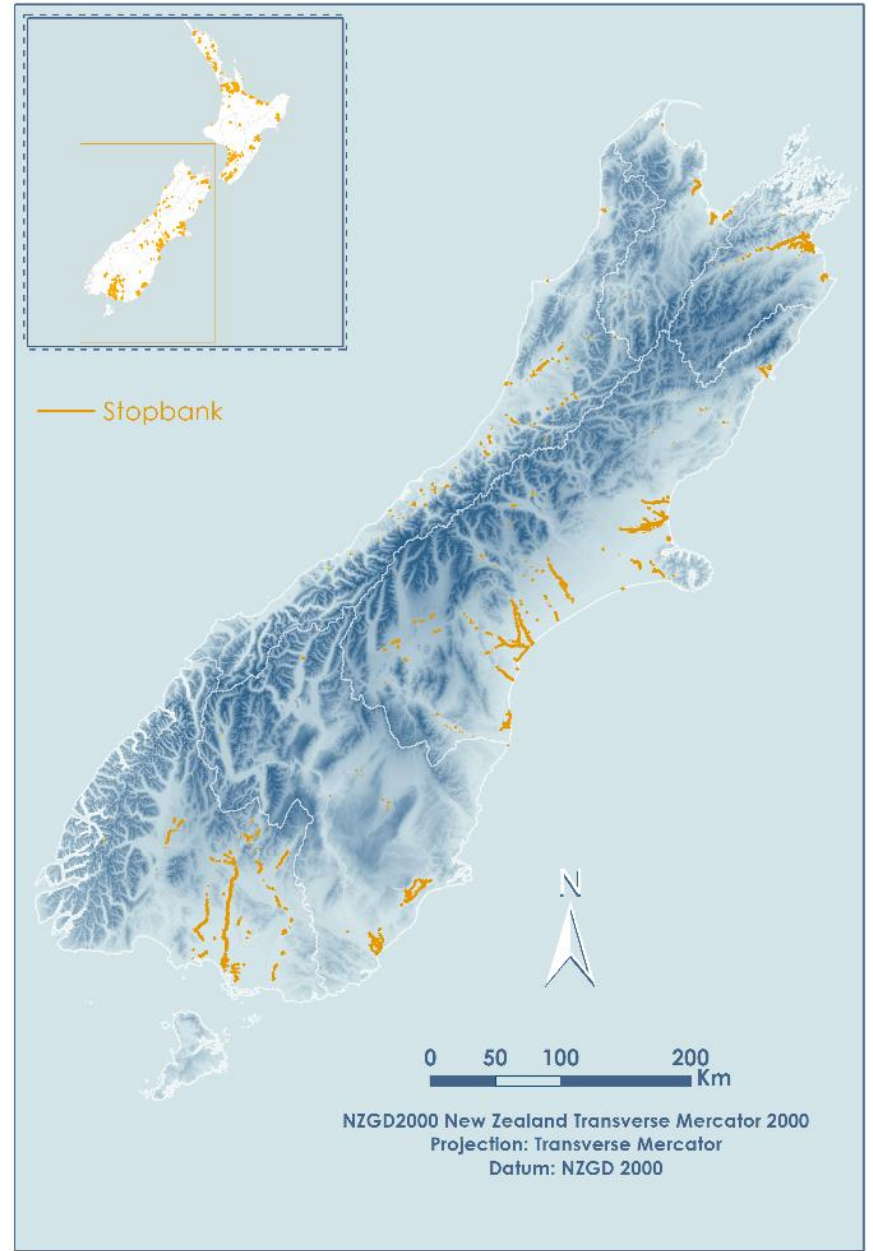 Stopbank
N
0 50 100 200
Km
NZGD2000 New Zealand Transverse Mercator 2000
Projection: Transverse Mercator
Datum: NZGD 2000